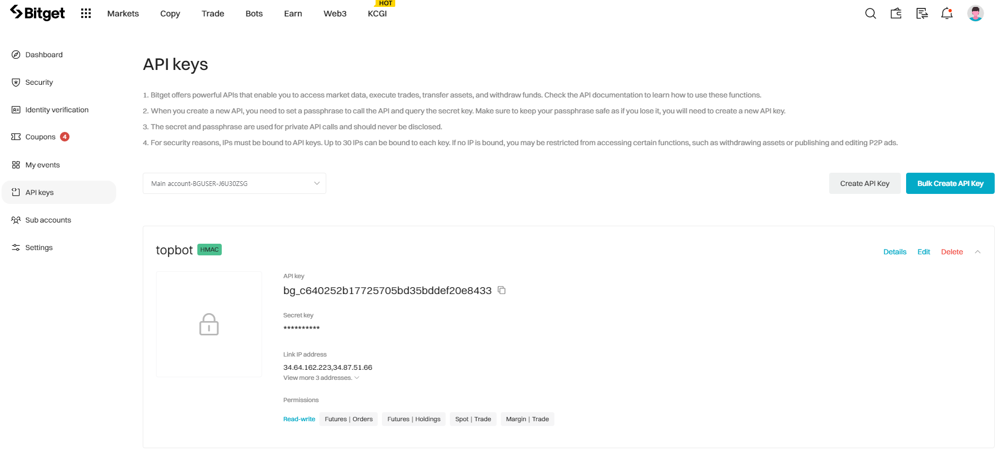 Bitget
Markets
Copy
Trade
Bots
Earn
Web3
HOT
KCGI
Dashboard
Security
Identity verification
Coupons 4
My events
API keys
Sub accounts
Settings
API keys
1. Bitget offers powerful APIs that enable you to access market data, execute trades, transfer assets, and withdraw funds. Check the API documentation to learn how to use these functions.
2. When you create a new API, you need to set a passphrase to call the API and query the secret key. Make sure to keep your passphrase safe as if you lose it, you will need to create a new API key.
3. The secret and passphrase are used for private API calls and should never be disclosed.
4. For security reasons, IPs must be bound to API keys. Up to 30 IPs can be bound to each key. If no IP is bound, you may be restricted from accessing certain functions, such as withdrawing assets or publishing and editing P2P ads.
Main account-BGUSER-J6U30ZSG
Create API Key
Bulk Create API Key
topbot HMAC
Details Edit Delete
API key
bg_c640252b17725705bd35bddef20e8433
Secret key
**********
Link IP address
34.64.162.223,34.87.51.66
View more 3 addresses.
Permissions
Read-write Futures | Orders Futures | Holdings Spot | Trade Margin | Trade